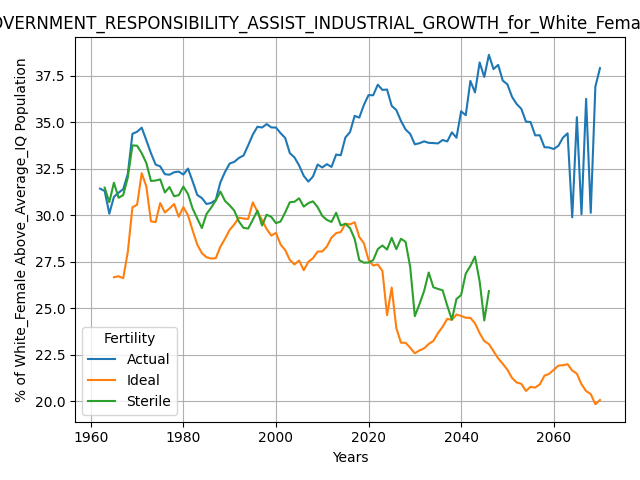 OVERNMENT_RESPONSIBILITY_ASSIST_INDUSTRIAL_GROWTH_for_White_Fema
% of White_Female Above_Average_IQ Population
37.5
35.0
32.5
30.0
27.5
25.0
22.5
20.0
Fertility
Actual
Ideal
Sterile
1960 1980 2000 2020 2040 2060
Years